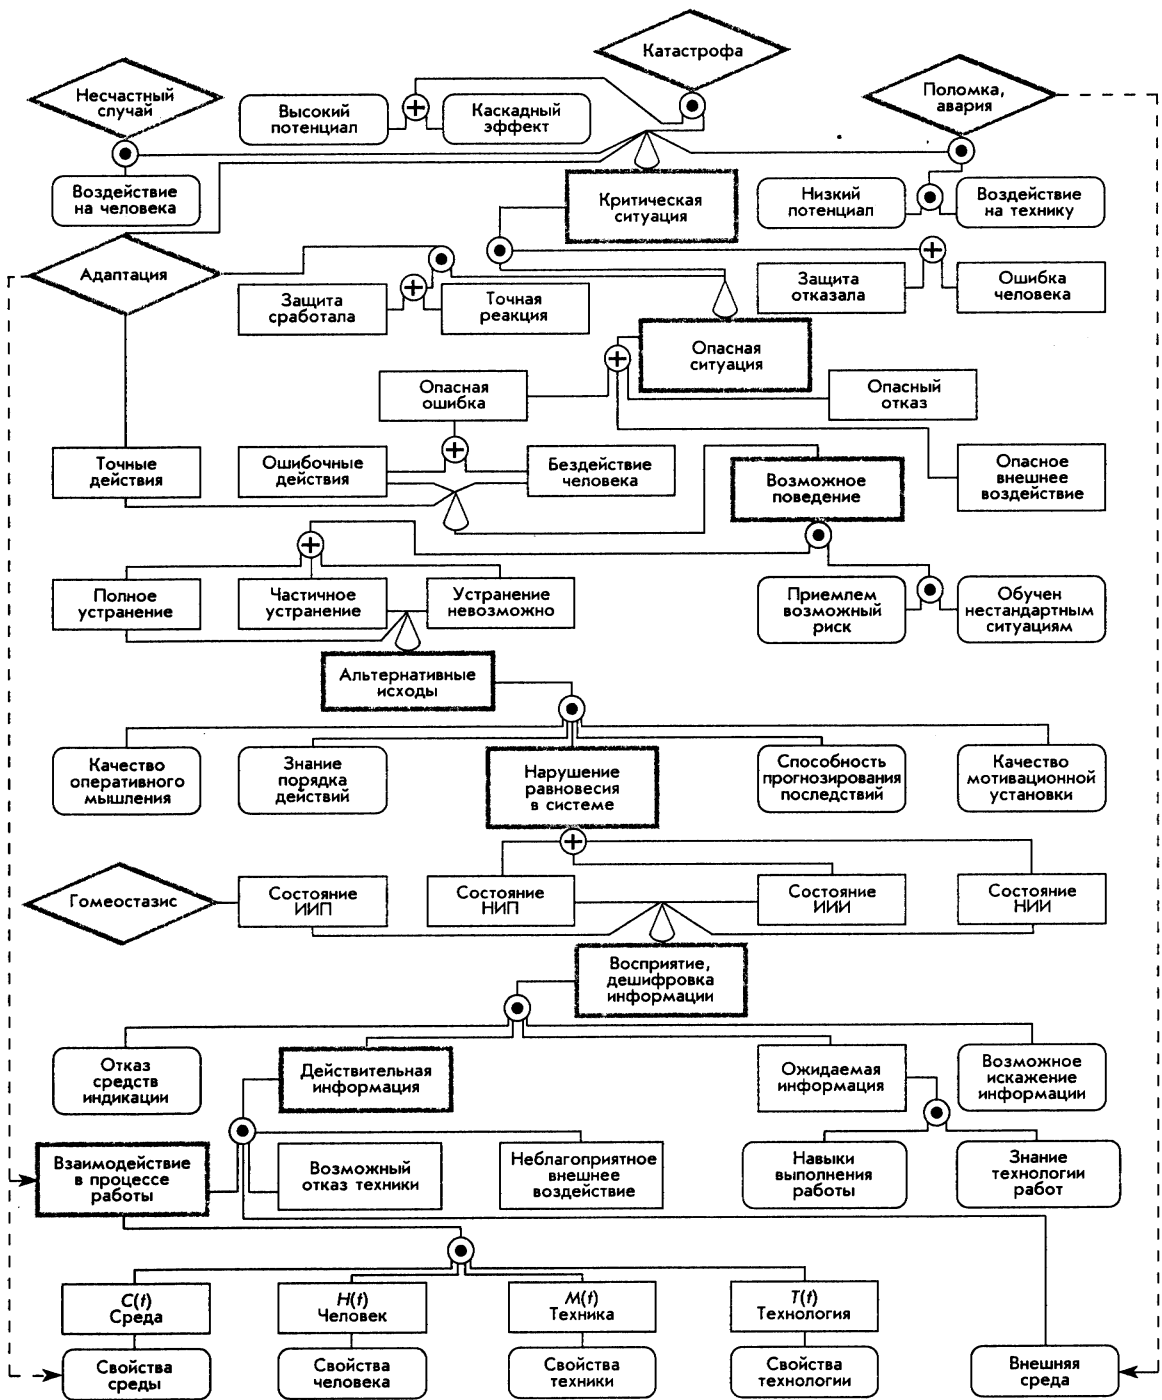 Катастрофа
Несчастный
случай
Высокий
потенциал
Каскадный
эффект
Поломка,
авария
Воздействие
на человека
Критическая
ситуация
Низкий
потенциал
Воздействие
на технику
Адаптация
Защита
сработала
Точная
реакция
Защита
отказала
Ошибка
человека
Опасная
ситуация
Опасная
ошибка
Опасный
отказ
Точные
действия
Ошибочные
действия
Бездействие
человека
Возможное
поведение
Опасное
внешнее
воздействие
Полное
устранение
Частичное
устранение
Устранение
невозможно
Приемлем
возможный
риск
Обучен
нестандартным
ситуациям
Альтернативные
исходы
Качество
оперативного
мышления
Знание
порядка
действий
Нарушение
равновесия
в системе
Способность
прогнозирования
последствий
Качество
мотивационной
установки
Гомеостазис
Состояние
ИИП
Состояние
НИП
Состояние
ИИИ
Состояние
НИИ
Восприятие,
дешифровка
информации
Отказ
средств
индикации
Действительная
информация
Ожидаемая
информация
Возможное
искажение
информации
Взаимодействие
в процессе
работы
Возможный
отказ техники
Неблагоприятное
внешнее
воздействие
Навыки
выполнения
работы
Знание
технологии
работ
C(t)
Среда
H(t)
Человек
M(t)
Техника
T(t)
Технология
Свойства
среды
Свойства
человека
Свойства
техники
Свойства
технологии
Внешняя
среда